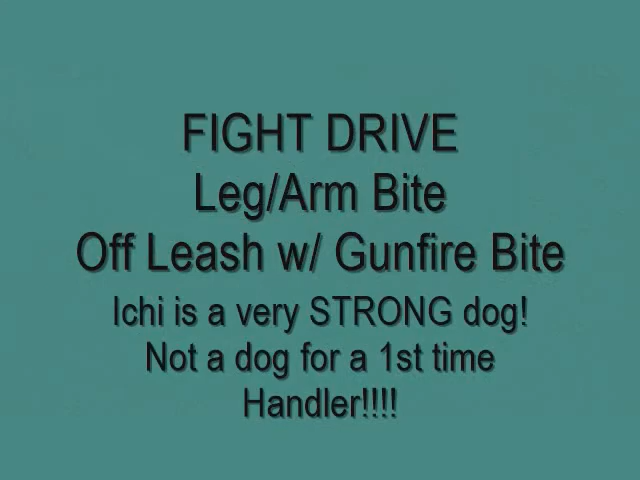 FIGHT DRIVE
Leg/Arm Bite
Off Leash w/ Gunfire Bite
Ichi is a very STRONG dog!
Not a dog for a 1st time
Handler!!!!